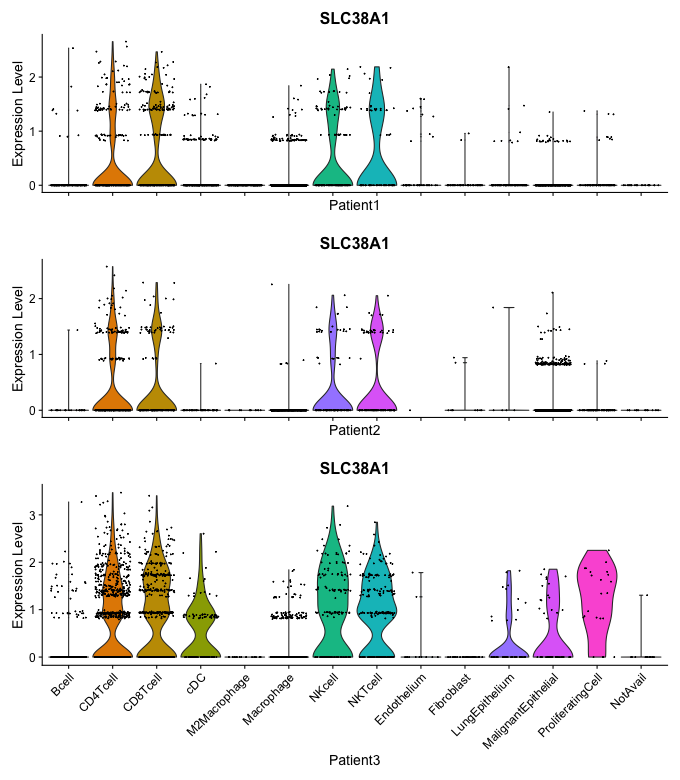 SLC38A1
Expression Level
2
1
0
Patient1
SLC38A1
Expression Level
2
1
0
Patient2
SLC38A1
Expression Level
3
2
1
0
Bcell
CD4Tcell
CD8Tcell
cDC
M2Macrophage
Macrophage
NKcell
NKTcell
Endothelium
Fibroblast
LungEpithelium
MalignantEpithelial
ProliferatingCell
NotAvail
Patient3